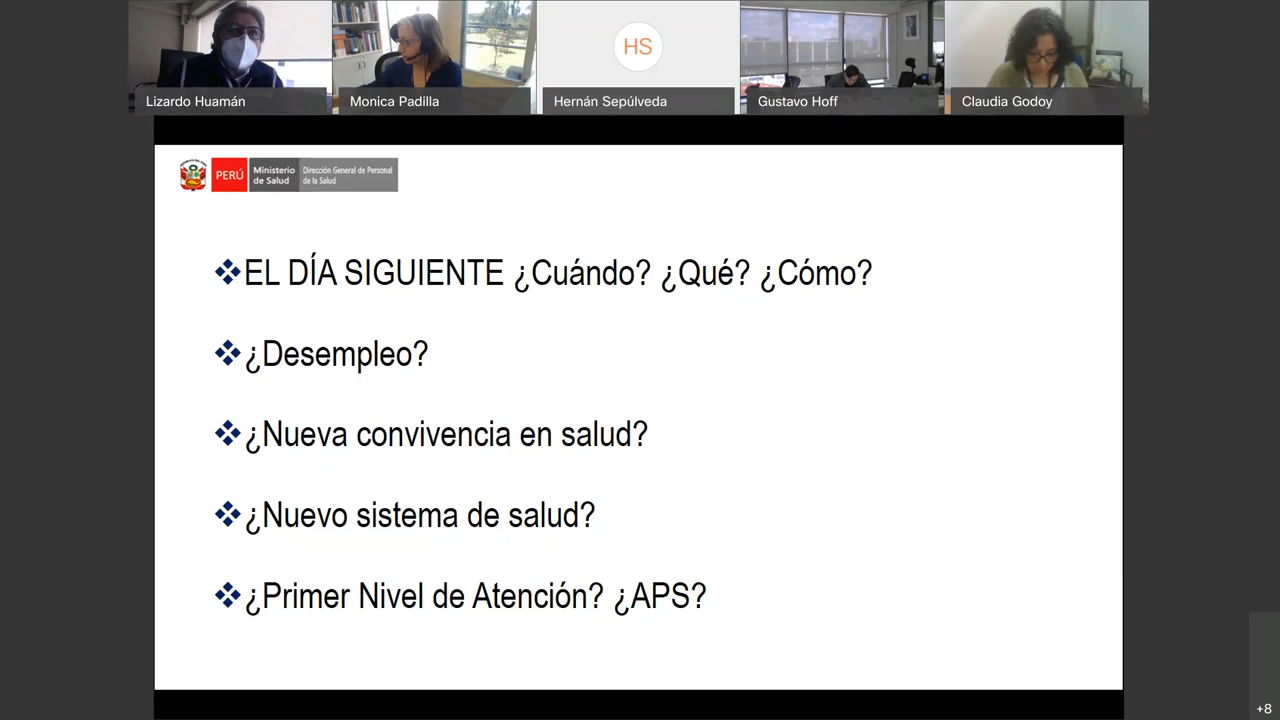 Lizardo Huamán
Monica Padilla
HS
Hernán Sepúlveda
Gustavo Hoff
Claudia Godoy
PERÚ
Ministerio
de Salud
Dirección General de Personal
de la Salud
EL DÍA SIGUIENTE ¿Cuándo? ¿Qué? ¿Cómo?
¿Desempleo?
¿Nueva convivencia en salud?
¿Nuevo sistema de salud?
¿Primer Nivel de Atención? ¿APS?
+8